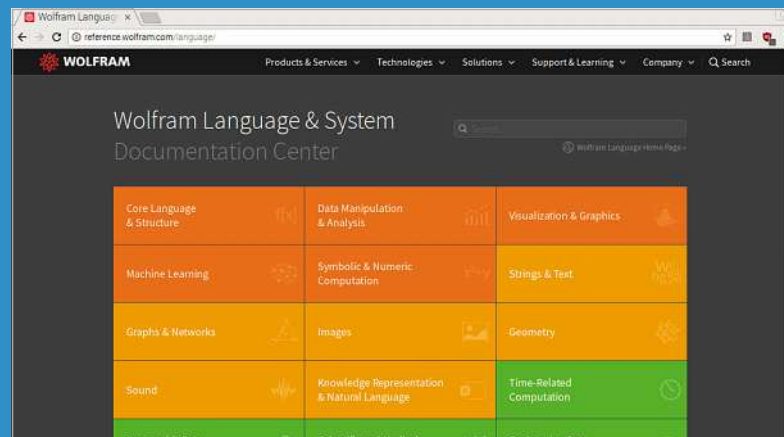 Wolfram Languag
reference.wolfram.com/language/
WOLFRAM
Products & Services
Technologies
Solutions
Support & Learning
Company
Search
Wolfram Language & System
Documentation Center
Search
Wolfram Language Home Page »
Core Language
& Structure
f[x]
Data Manipulation
& Analysis
Visualization & Graphics
Machine Learning
Symbolic & Numeric
Computation
Strings & Text
Graphs & Networks
Images
Geometry
Sound
Knowledge Representation
& Natural Language
Time-Related
Computation